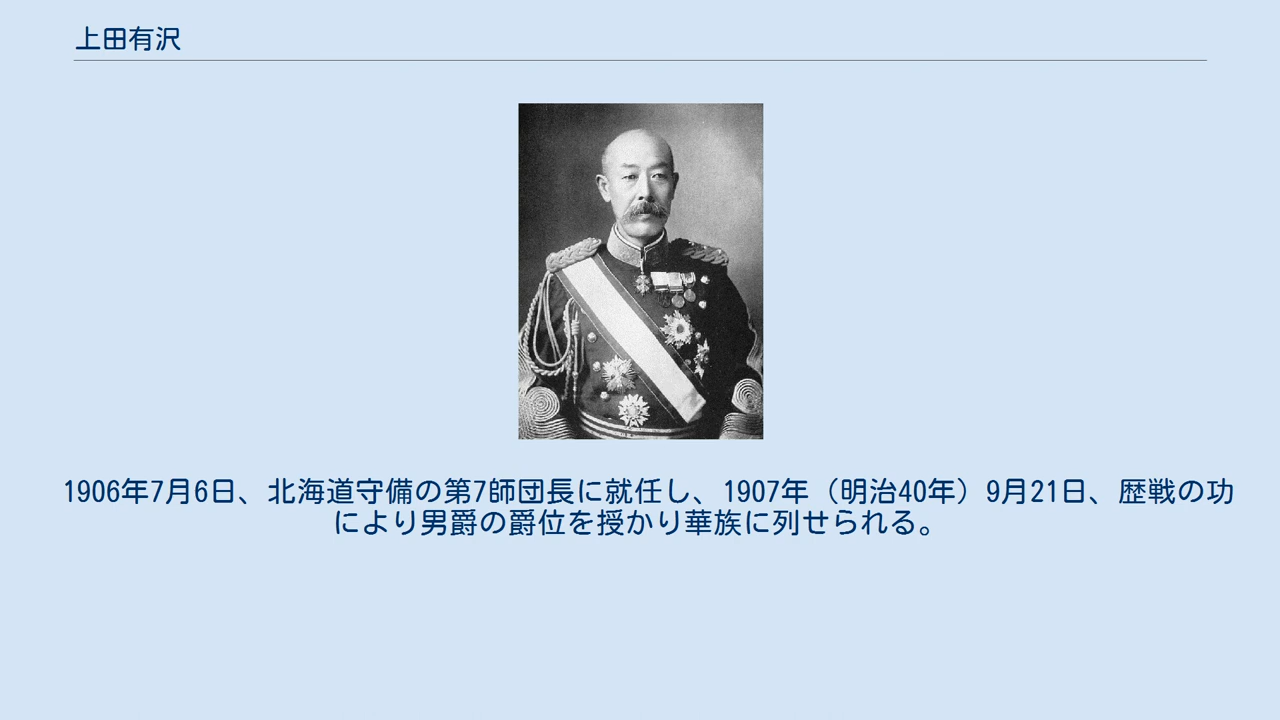 上田有沢
1906年7月6日、北海道守備の第7師団長に就任し、1907年（明治40年）9月21日、歴戦の功
により男爵の爵位を授かり華族に列せられる。